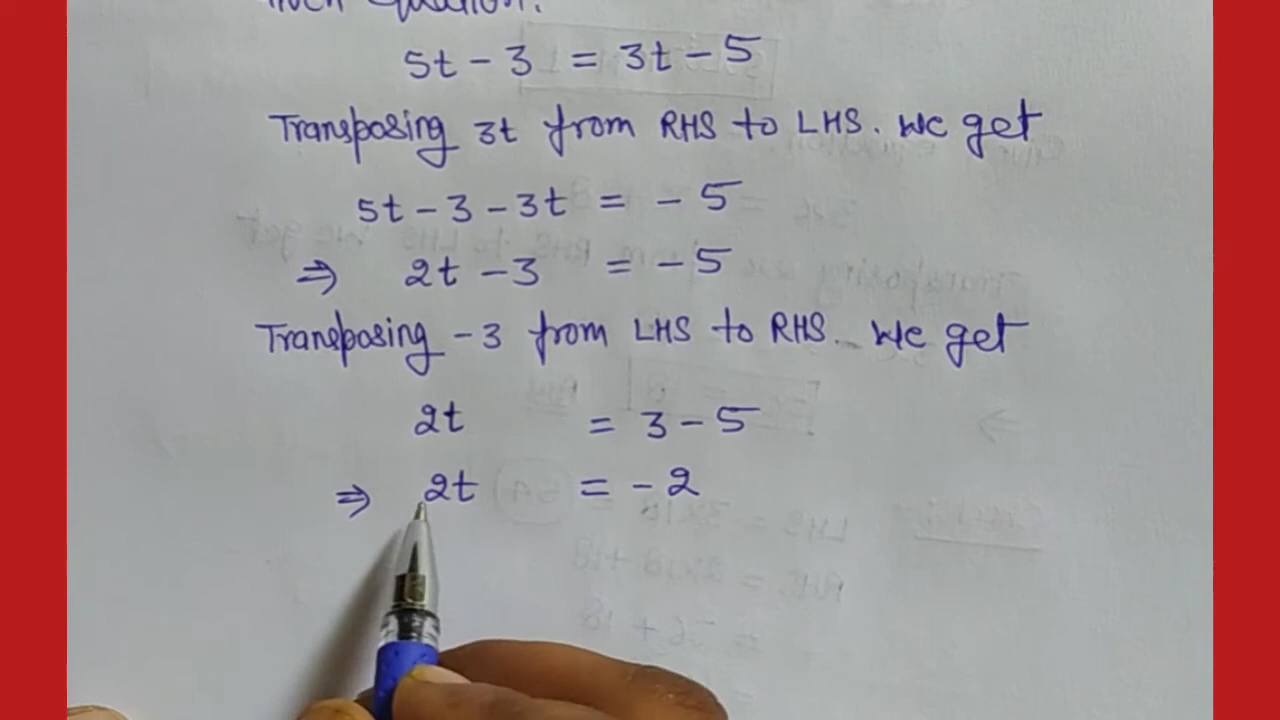 5t - 3 = 3t - 5
Transposing 3t from RHS to LHS. We get
5t - 3 - 3t = - 5
⇒ 2t - 3 = - 5
Transposing - 3 from LHS to RHS. We get
2t = 3 - 5
⇒ 2t = - 2